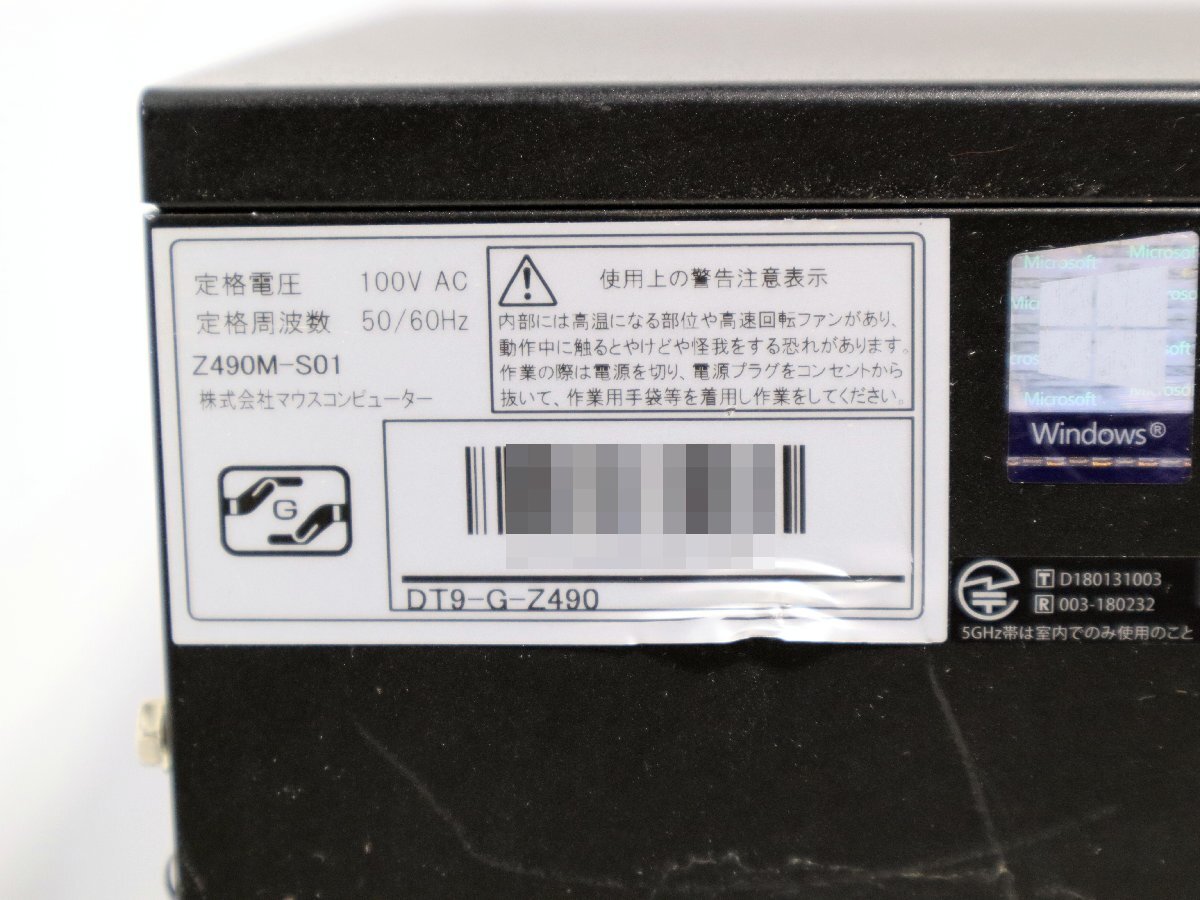 定格電圧 100V AC
定格周波数 50/60Hz
Z490M-S01
株式会社マウスコンピューター
G
使用上の警告注意表示
内部には高温になる部位や高速回転ファンがあり、
動作中に触るとやけどや怪我をする恐れがあります。
作業の際は電源を切り、電源プラグをコンセントから
抜いて、作業用手袋等を着用し作業をしてください。
DT9-G-Z490
Microsoft Microsoft
Microsoft Microsoft
Windows®
T D180131003
R 003-180232
5GHz帯は室内でのみ使用のこと